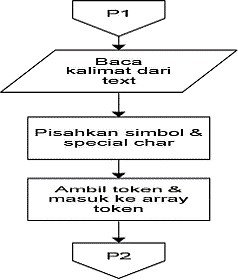 P1
Baca
kalimat dari
text
Pisahkan simbol &
special char
Ambil token &
masuk ke array
token
P2